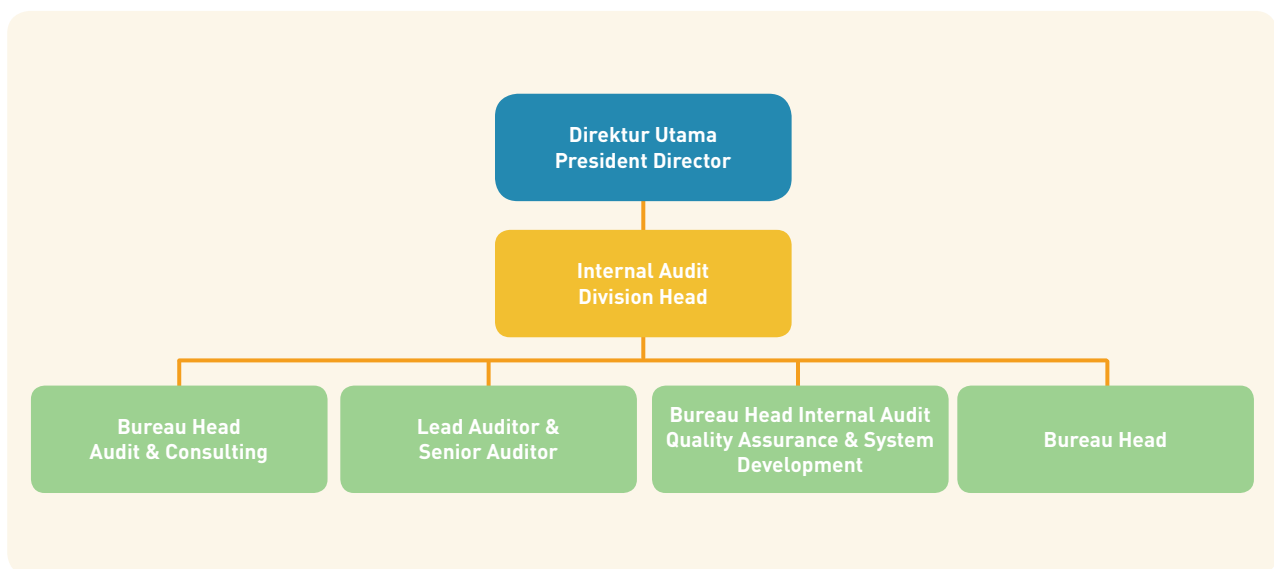 Direktur Utama
President Director
Internal Audit
Division Head
Bureau Head
Audit & Consulting
Lead Auditor &
Senior Auditor
Bureau Head Internal Audit
Quality Assurance & System
Development
Bureau Head